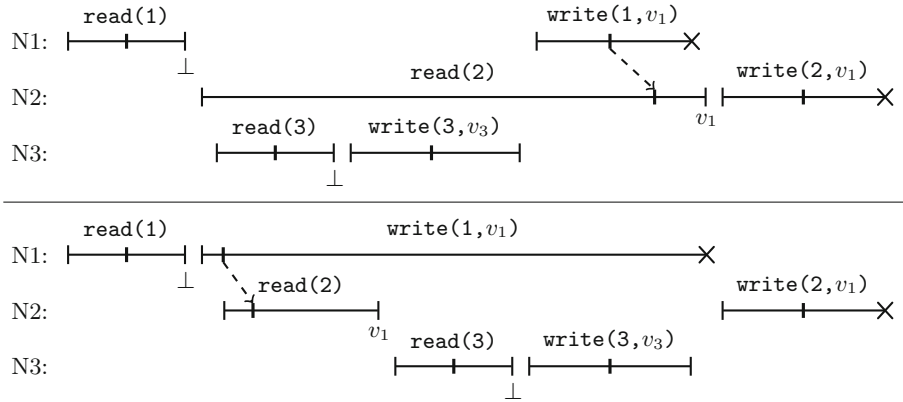 read(1) write(1, v₁)
N1:
⊥ read(2) write(2, v₁)
N2:
read(3) write(3, v₃) v₁
N3:
⊥
read(1) write(1, v₁)
N1:
⊥ read(2) write(2, v₁)
N2:
v₁ read(3) write(3, v₃)
N3:
⊥